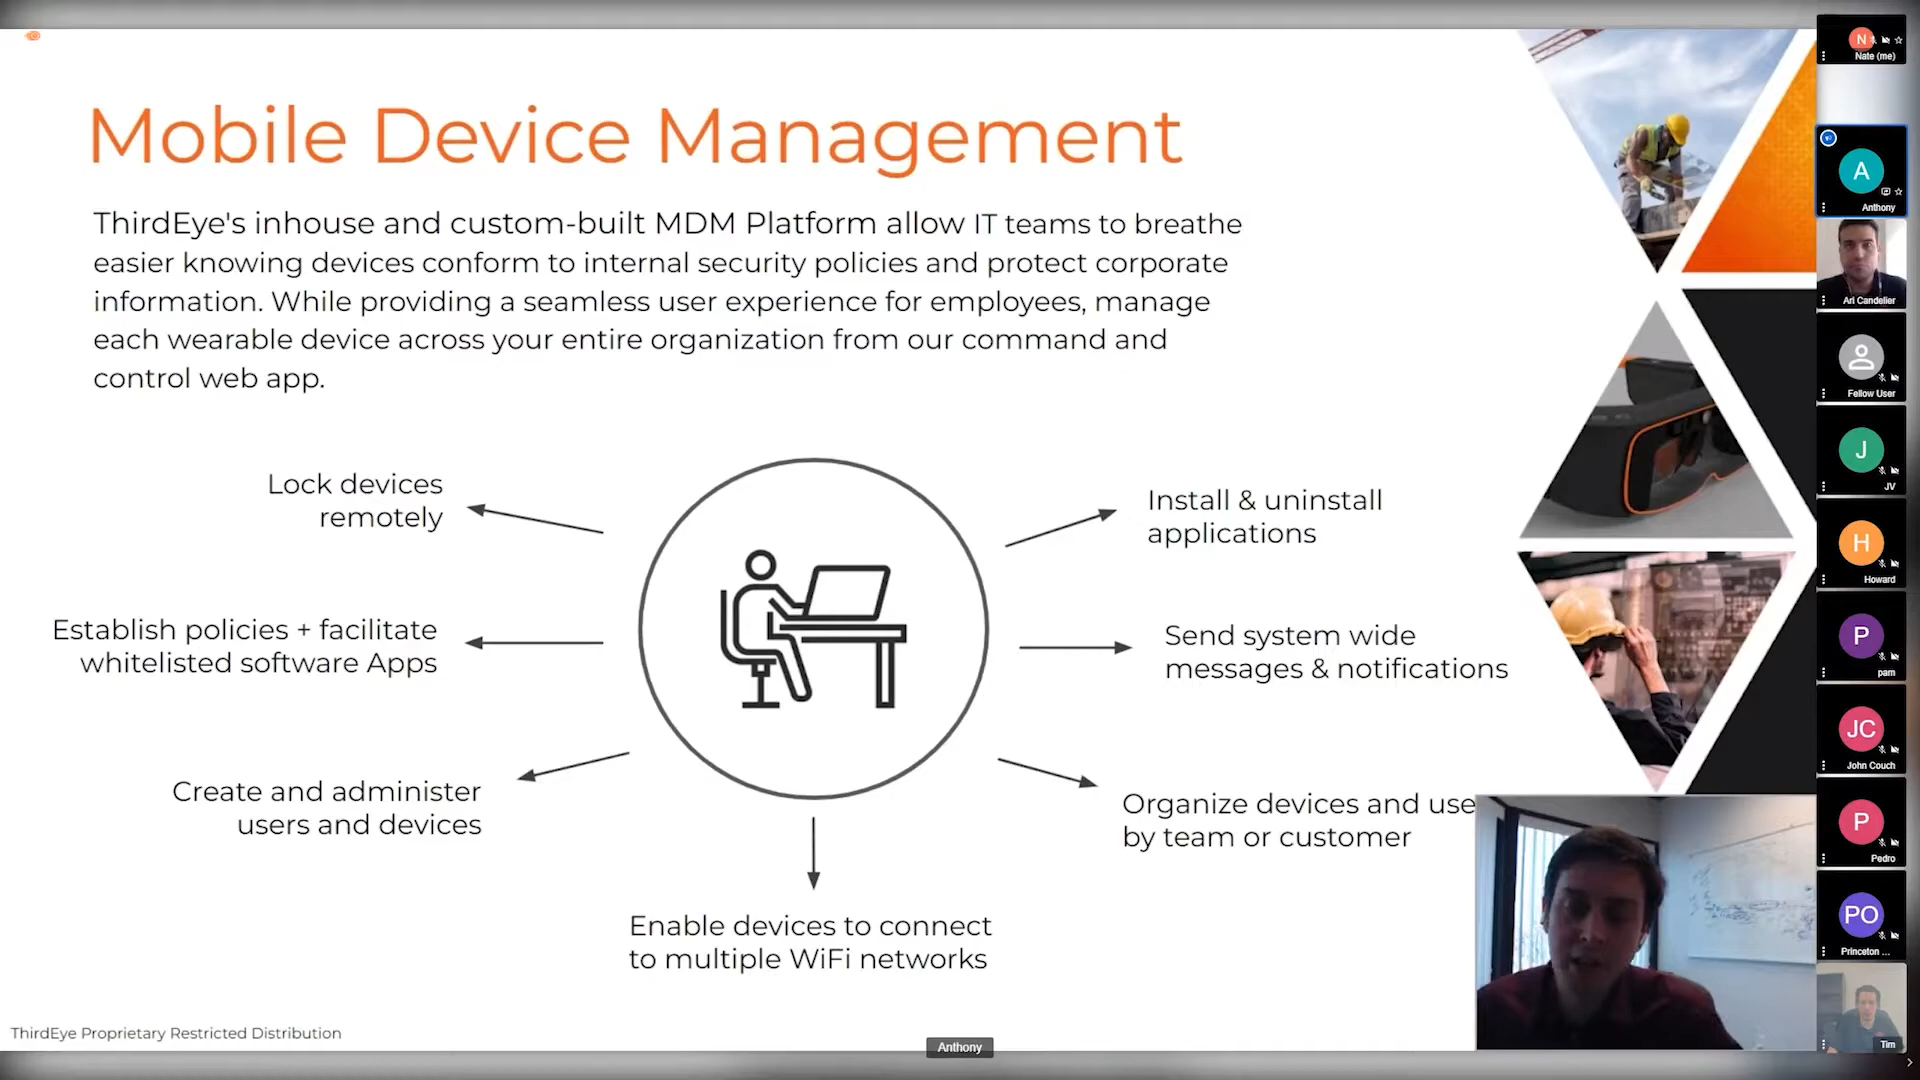 Mobile Device Management
ThirdEye's inhouse and custom-built MDM Platform allow IT teams to breathe
easier knowing devices conform to internal security policies and protect corporate
information. While providing a seamless user experience for employees, manage
each wearable device across your entire organization from our command and
control web app.
Lock devices
remotely
Establish policies + facilitate
whitelisted software Apps
Create and administer
users and devices
Enable devices to connect
to multiple WiFi networks
Install & uninstall
applications
Send system wide
messages & notifications
Organize devices and use
by team or customer
ThirdEye Proprietary Restricted Distribution
Anthony
N
Nate (me)
A
Anthony
Ari Candelier
Fellow User
J
JV
H
Howard
P
pam
JC
John Couch
P
Pedro
PO
Princeton ...
Tim